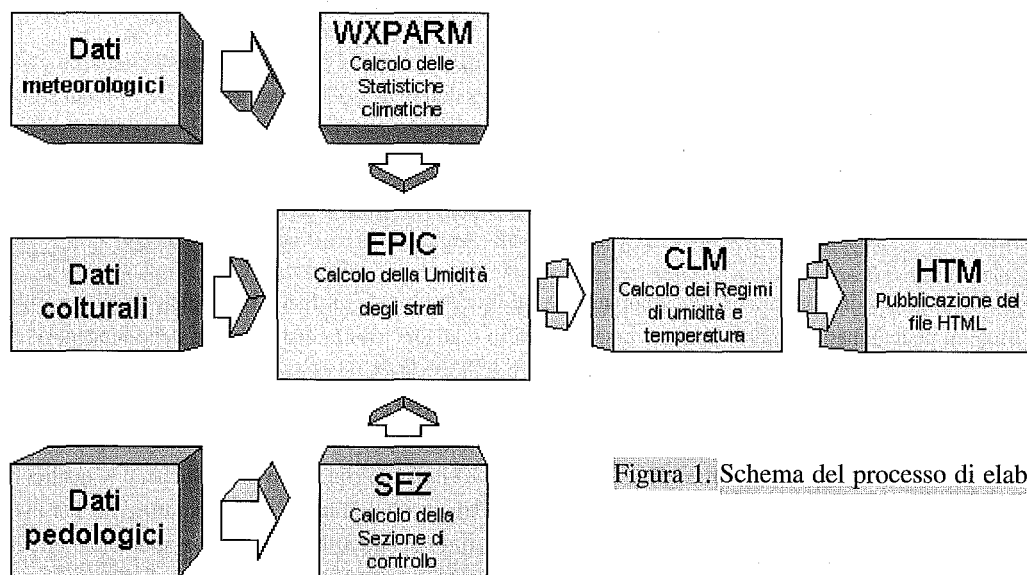 Dati
meteorologici
WXPARM
Calcolo delle
Statistiche
climatiche
Dati
colturali
EPIC
Calcolo della Umidità
degli strati
CLM
Calcolo dei Regimi
di umidità e
temperatura
HTM
Pubblicazione dei
file HTML
Dati
pedologici
SEZ
Calcolo della
Sezione di
controllo
Figura 1. Schema del processo di elab